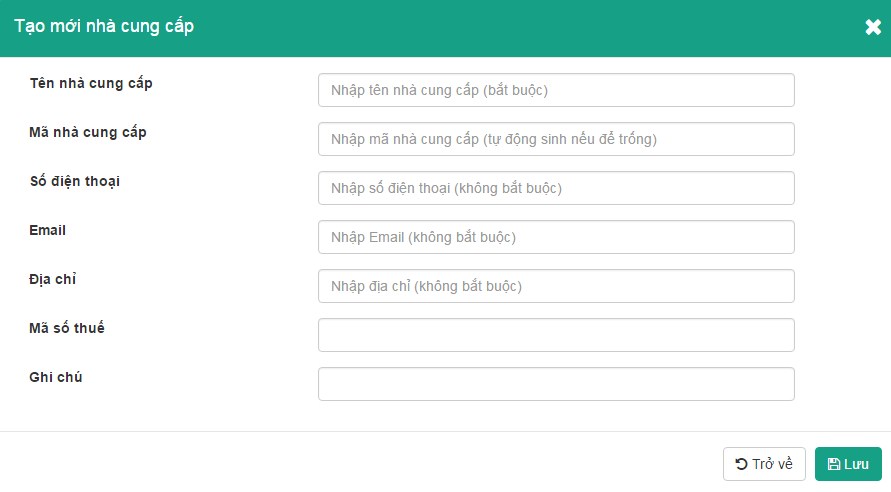 Tạo mới nhà cung cấp
Tên nhà cung cấp
Nhập tên nhà cung cấp (bắt buộc)
Mã nhà cung cấp
Nhập mã nhà cung cấp (tự động sinh nếu để trống)
Số điện thoại
Nhập số điện thoại (không bắt buộc)
Email
Nhập Email (không bắt buộc)
Địa chỉ
Nhập địa chỉ (không bắt buộc)
Mã số thuế
Ghi chú
Trở về
Lưu